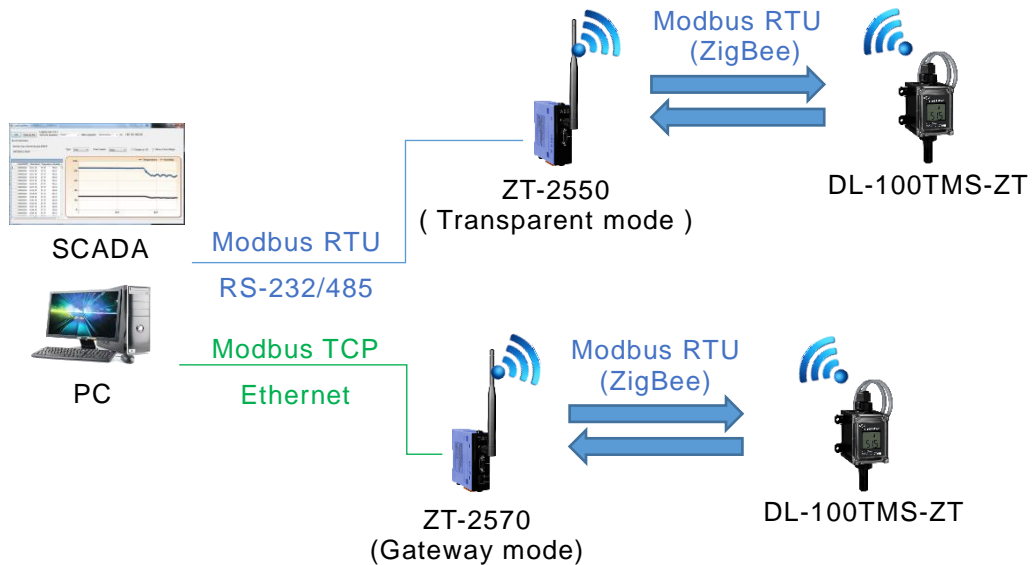 Modbus RTU
(ZigBee)
ZT-2550
( Transparent mode )
DL-100TMS-ZT
SCADA
Modbus RTU
RS-232/485
PC
Modbus TCP
Ethernet
Modbus RTU
(ZigBee)
ZT-2570
(Gateway mode)
DL-100TMS-ZT